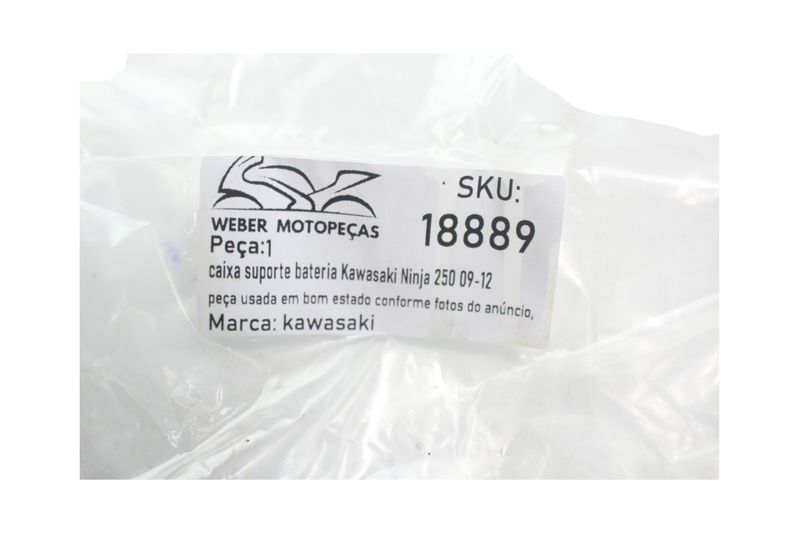 SKU:
18889
WEBER MOTOPEÇAS
Peça:1
caixa suporte bateria Kawasaki Ninja 250 09-12
peça usada em bom estado conforme fotos do anúncio,
Marca: kawasaki